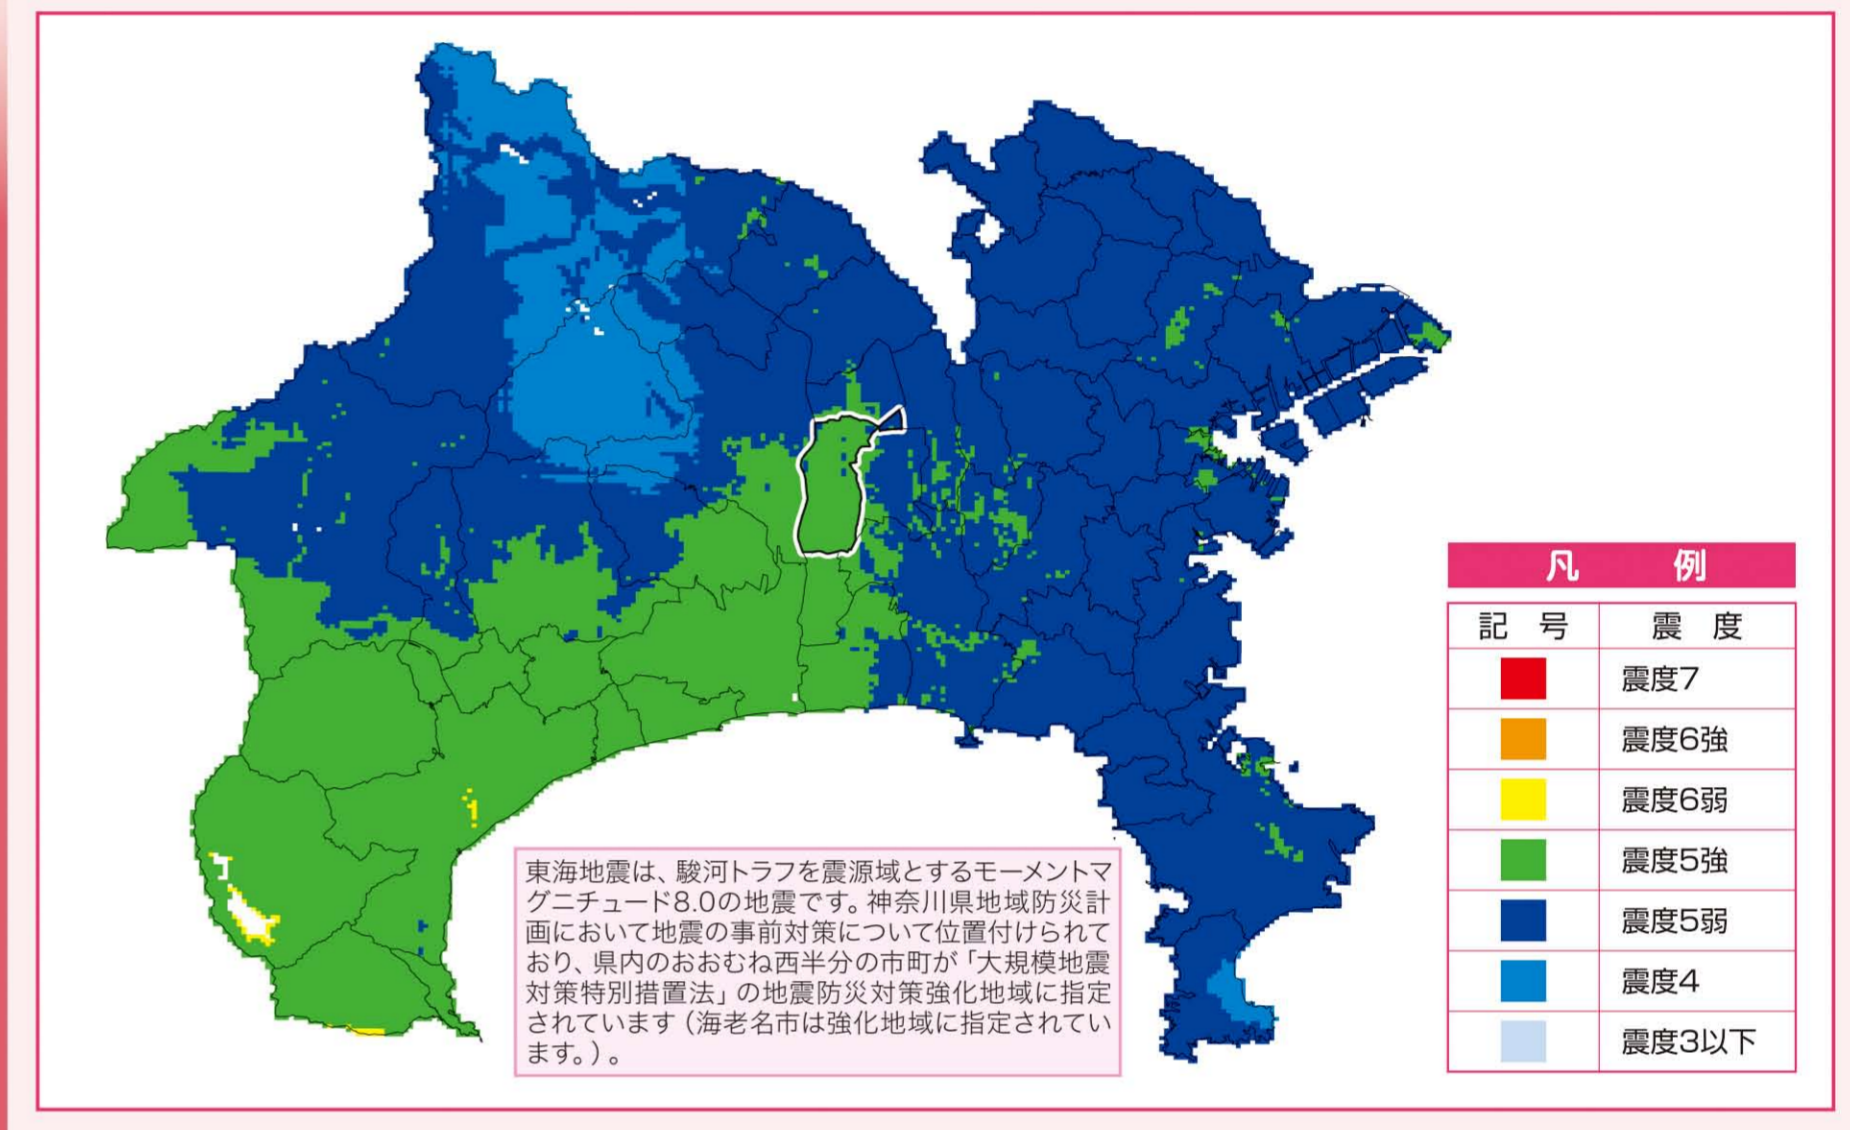 東海地震は、駿河トラフを震源域とするモーメントマ
グニチュード8.0の地震です。神奈川県地域防災計
画において地震の事前対策について位置付けられて
おり、県内のおおむね西半分の市町が「大規模地震
対策特別措置法」の地震防災対策強化地域に指定
されています（海老名市は強化地域に指定されてい
ます。）。
凡　例
記　号　震　度
震度7
震度6強
震度6弱
震度5強
震度5弱
震度4
震度3以下